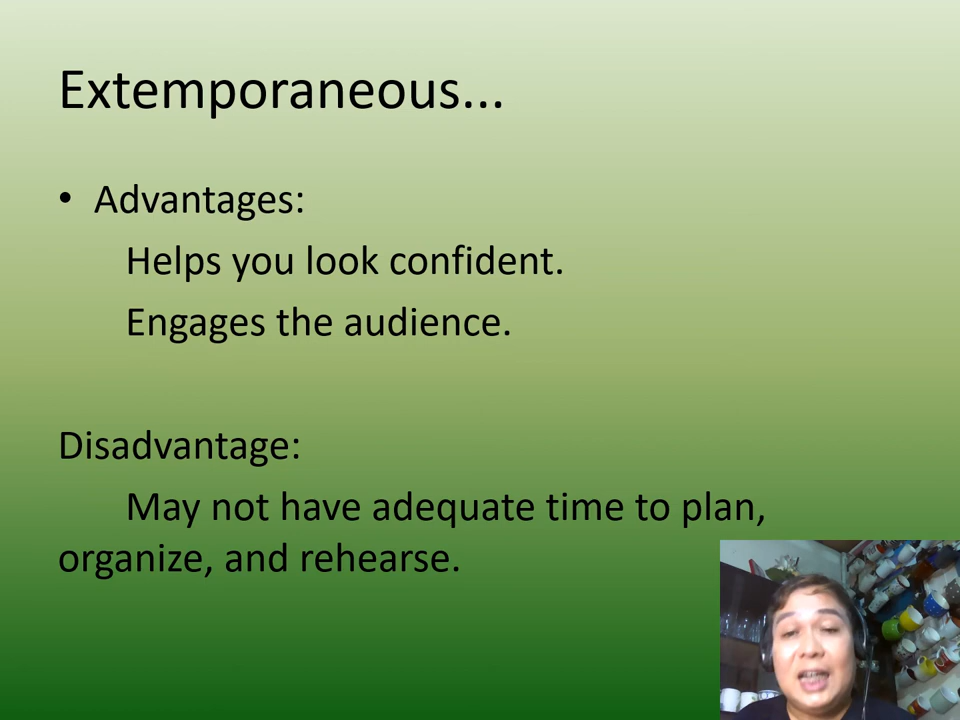 Extemporaneous...
• Advantages:
Helps you look confident.
Engages the audience.
Disadvantage:
May not have adequate time to plan,
organize, and rehearse.